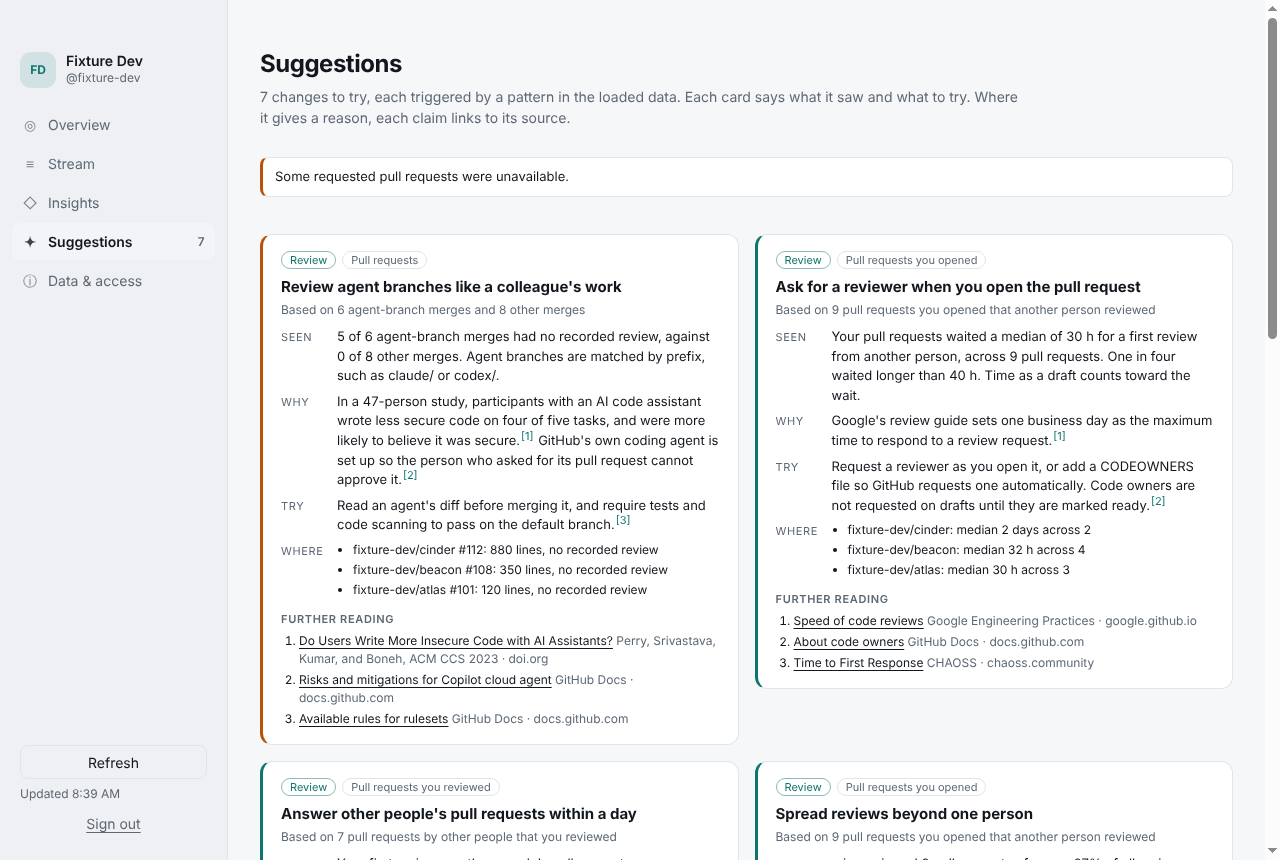 FD
Fixture Dev
@fixture-dev
Overview
Stream
Insights
Suggestions 7
Data & access
Refresh
Updated 8:39 AM
Sign out
Suggestions
7 changes to try, each triggered by a pattern in the loaded data. Each card says what it saw and what to try. Where
it gives a reason, each claim links to its source.
Some requested pull requests were unavailable.
Review Pull requests
Review agent branches like a colleague's work
Based on 6 agent-branch merges and 8 other merges
SEEN 5 of 6 agent-branch merges had no recorded review, against
0 of 8 other merges. Agent branches are matched by prefix,
such as claude/ or codex/.
WHY In a 47-person study, participants with an AI code assistant
wrote less secure code on four of five tasks, and were more
likely to believe it was secure.[1] GitHub's own coding agent is
set up so the person who asked for its pull request cannot
approve it.[2]
TRY Read an agent's diff before merging it, and require tests and
code scanning to pass on the default branch.[3]
WHERE • fixture-dev/cinder #112: 880 lines, no recorded review
• fixture-dev/beacon #108: 350 lines, no recorded review
• fixture-dev/atlas #101: 120 lines, no recorded review
FURTHER READING
1. Do Users Write More Insecure Code with AI Assistants? Perry, Srivastava,
Kumar, and Boneh, ACM CCS 2023 · doi.org
2. Risks and mitigations for Copilot cloud agent GitHub Docs ·
docs.github.com
3. Available rules for rulesets GitHub Docs · docs.github.com
Review Pull requests you opened
Ask for a reviewer when you open the pull request
Based on 9 pull requests you opened that another person reviewed
SEEN Your pull requests waited a median of 30 h for a first review
from another person, across 9 pull requests. One in four
waited longer than 40 h. Time as a draft counts toward the
wait.
WHY Google's review guide sets one business day as the maximum
time to respond to a review request.[1]
TRY Request a reviewer as you open it, or add a CODEOWNERS
file so GitHub requests one automatically. Code owners are
not requested on drafts until they are marked ready.[2]
WHERE • fixture-dev/cinder: median 2 days across 2
• fixture-dev/beacon: median 32 h across 4
• fixture-dev/atlas: median 30 h across 3
FURTHER READING
1. Speed of code reviews Google Engineering Practices · google.github.io
2. About code owners GitHub Docs · docs.github.com
3. Time to First Response CHAOSS · chaoss.community
Review Pull requests you reviewed
Answer other people's pull requests within a day
Based on 7 pull requests by other people that you reviewed
Review Pull requests you opened
Spread reviews beyond one person
Based on 9 pull requests you opened that another person reviewed